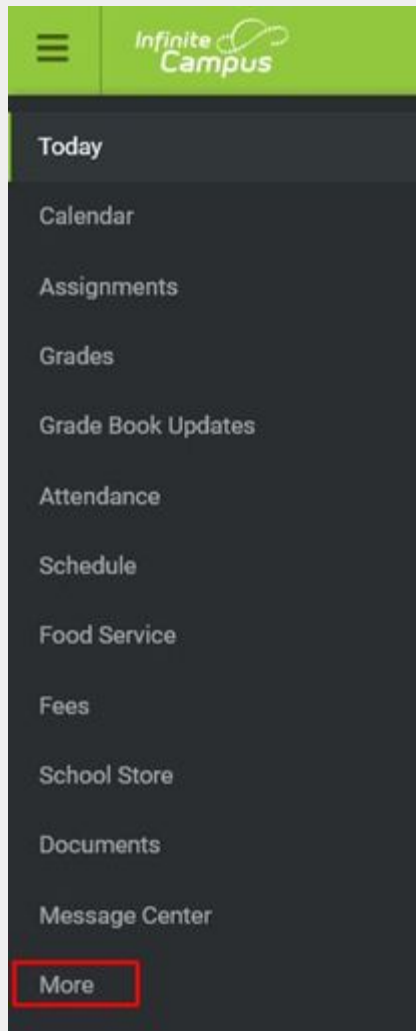 Infinite
Campus
Today
Calendar
Assignments
Grades
Grade Book Updates
Attendance
Schedule
Food Service
Fees
School Store
Documents
Message Center
More